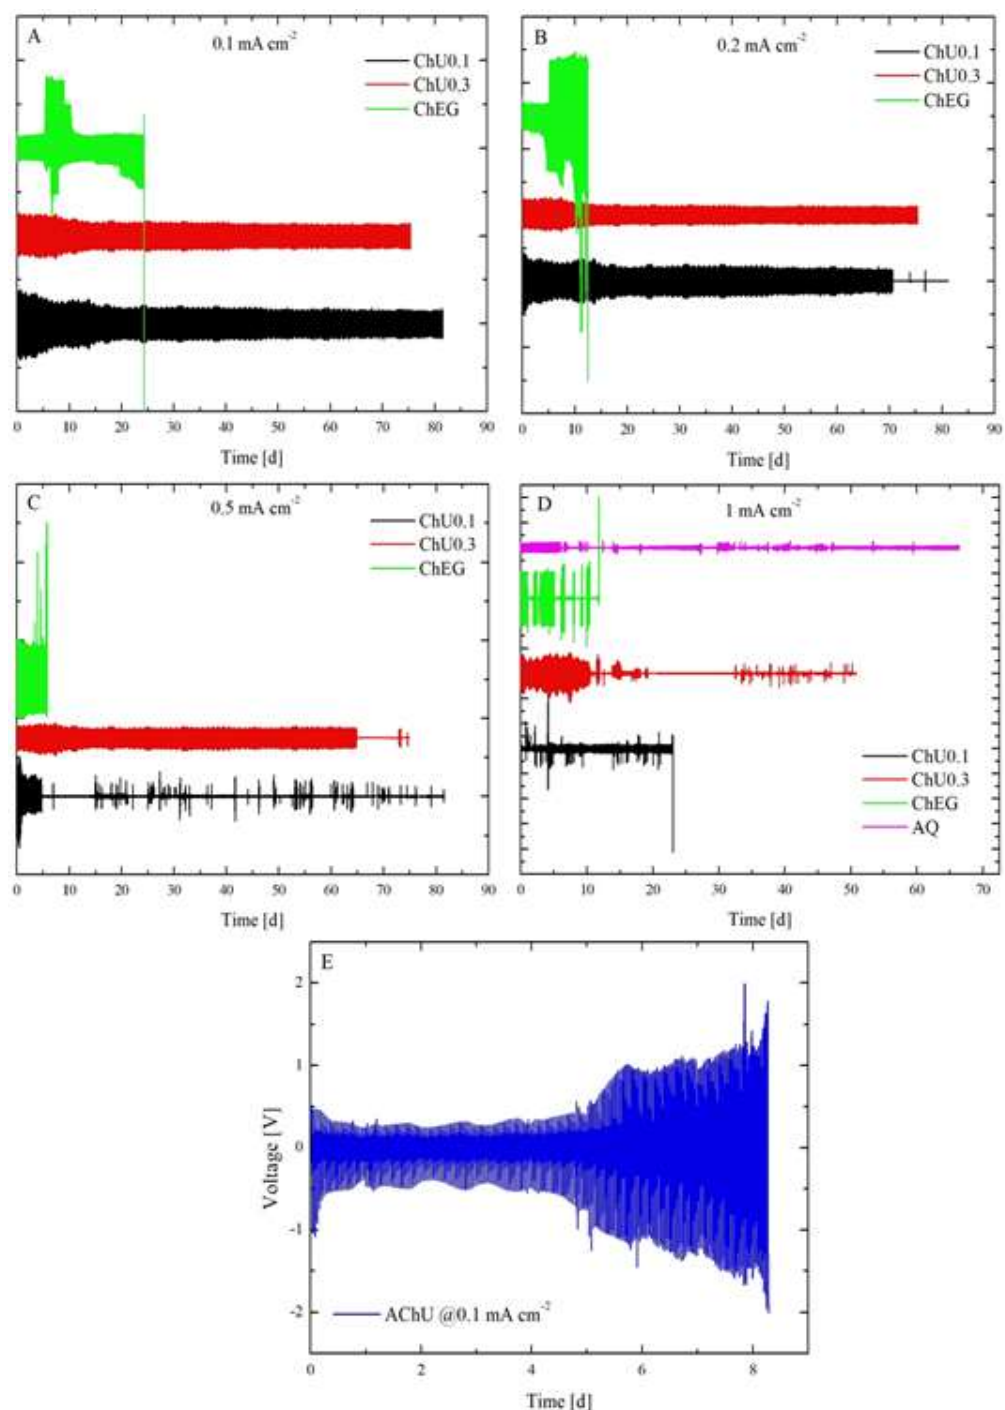 A
0.1 mA cm⁻²
ChU0.1
ChU0.3
ChEG
0 10 20 30 40 50 60 70 80 90
Time [d]
B
0.2 mA cm⁻²
ChU0.1
ChU0.3
ChEG
0 10 20 30 40 50 60 70 80 90
Time [d]
C
0.5 mA cm⁻²
ChU0.1
ChU0.3
ChEG
0 10 20 30 40 50 60 70 80 90
Time [d]
D
1 mA cm⁻²
ChU0.1
ChU0.3
ChEG
AQ
0 10 20 30 40 50 60 70
Time [d]
E
2
1
0
-1
-2
Voltage [V]
AChU @0.1 mA cm⁻²
0 2 4 6 8
Time [d]